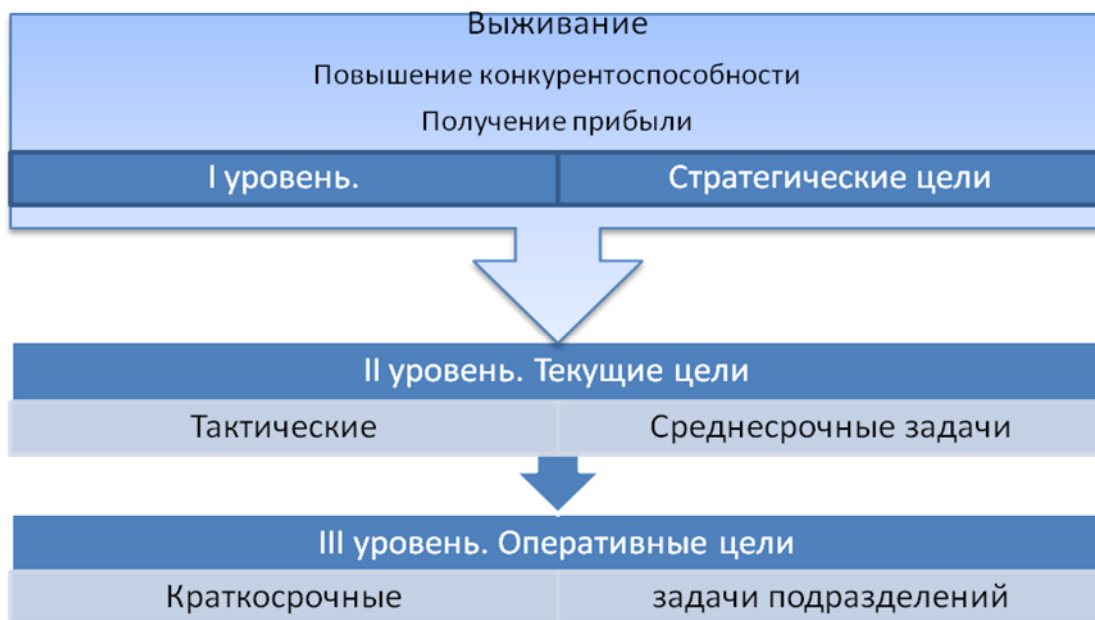 Выживание
Повышение конкурентоспособности
Получение прибыли
I уровень. Стратегические цели
II уровень. Текущие цели
Тактические Среднесрочные задачи
III уровень. Оперативные цели
Краткосрочные задачи подразделений